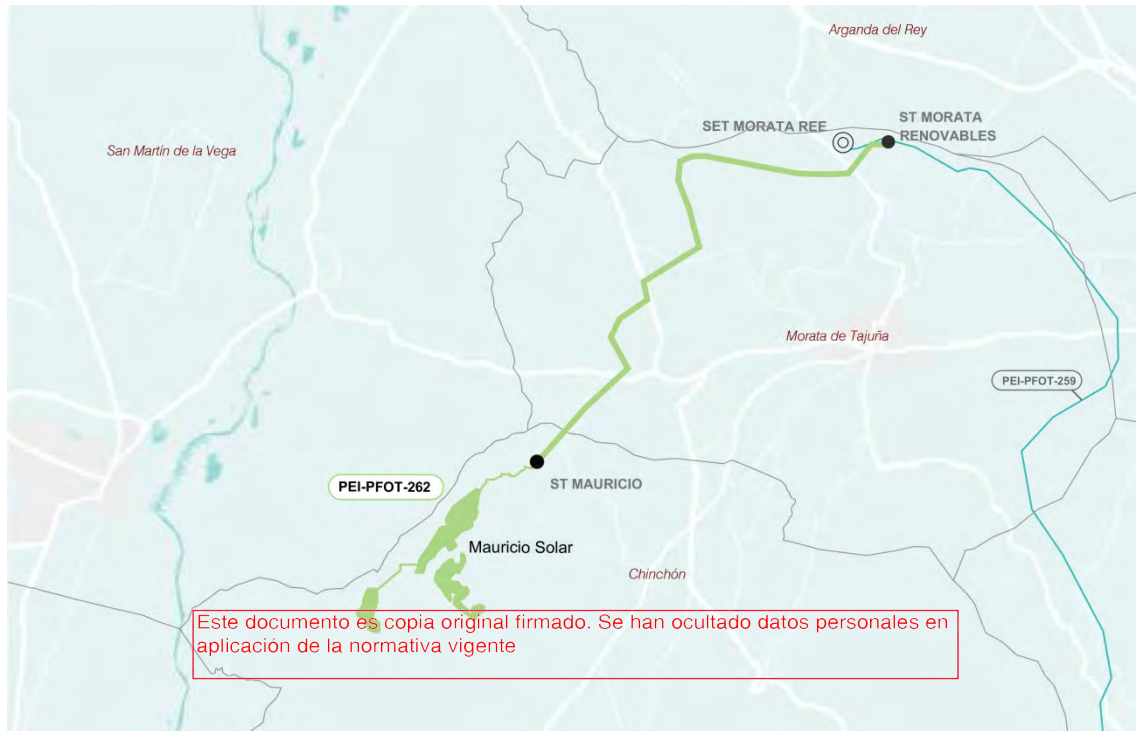 Arganda del Rey
ST MORATA
RENOVABLES
SET MORATA REE
San Martín de la Vega
Morata de Tajuña
PEI-PFOT-259
PEI-PFOT-262
ST MAURICIO
Mauricio Solar
Chinchón
Este documento es copia original firmado. Se han ocultado datos personales en
aplicación de la normativa vigente